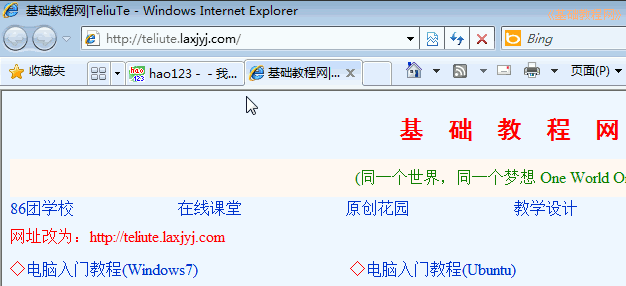 基础教程网|TeliuTe - Windows Internet Explorer
http://teliute.laxjyj.com/
Bing
收藏夹
hao123 - - 我...
基础教程网|...
页面(P)
基 础 教 程 网
(同一个世界，同一个梦想 One World O
86团学校 在线课堂 原创花园 教学设计
网址改为：http://teliute.laxjyj.com
◇电脑入门教程(Windows7) ◇电脑入门教程(Ubuntu)